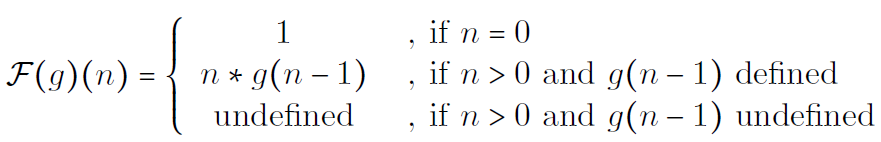 1 , if n = 0
ℱ(g)(n) = { n * g(n − 1) , if n > 0 and g(n − 1) defined
undefined , if n > 0 and g(n − 1) undefined